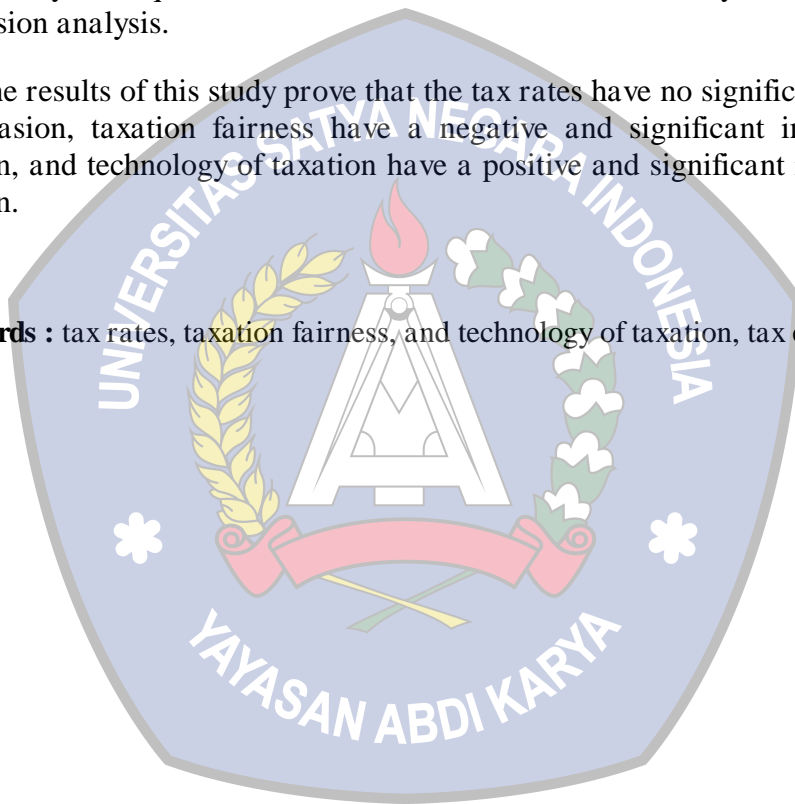 sion analysis.
ne results of this study prove that the tax rates have no signific
asion, taxation fairness have a negative and significant in
n, and technology of taxation have a positive and significant
n.
UNIVERSITAS SATYA NEGARA INDONESIA
rds : tax rates, taxation fairness, and technology of taxation, tax
YAYASAN ABDI KARYA